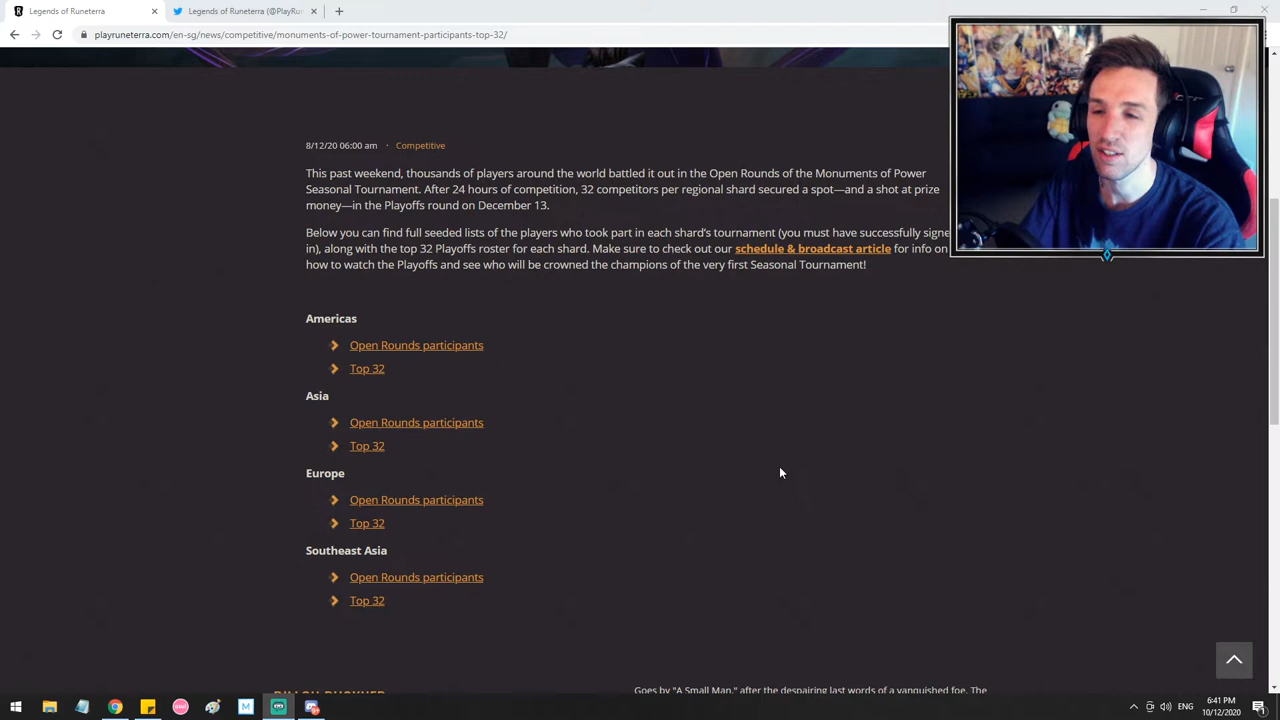 Legends of Runeterra
Legends of Runeterra (@PlayRun
playruneterra.com/en-sg/news/competitive/monuments-of-power-tournament-participants-top-32/
8/12/20 06:00 am · Competitive
This past weekend, thousands of players around the world battled it out in the Open Rounds of the Monuments of Power
Seasonal Tournament. After 24 hours of competition, 32 competitors per regional shard secured a spot—and a shot at prize
money—in the Playoffs round on December 13.
Below you can find full seeded lists of the players who took part in each shard's tournament (you must have successfully signe
in), along with the top 32 Playoffs roster for each shard. Make sure to check out our schedule & broadcast article for info on
how to watch the Playoffs and see who will be crowned the champions of the very first Seasonal Tournament!
Americas
Open Rounds participants
Top 32
Asia
Open Rounds participants
Top 32
Europe
Open Rounds participants
Top 32
Southeast Asia
Open Rounds participants
Top 32
Goes by "A Small Man," after the despairing last words of a vanquished foe. The
M
ENG
6:41 PM
10/12/2020